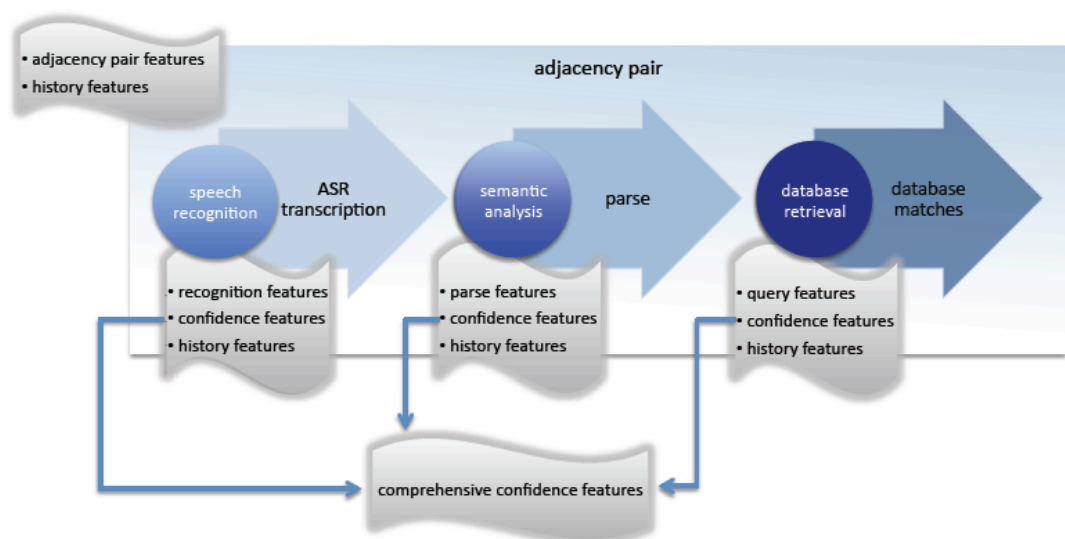 • adjacency pair features
• history features
adjacency pair
speech
recognition
ASR
transcription
semantic
analysis
parse
database
retrieval
database
matches
• recognition features
• confidence features
• history features
• parse features
• confidence features
• history features
• query features
• confidence features
• history features
comprehensive confidence features